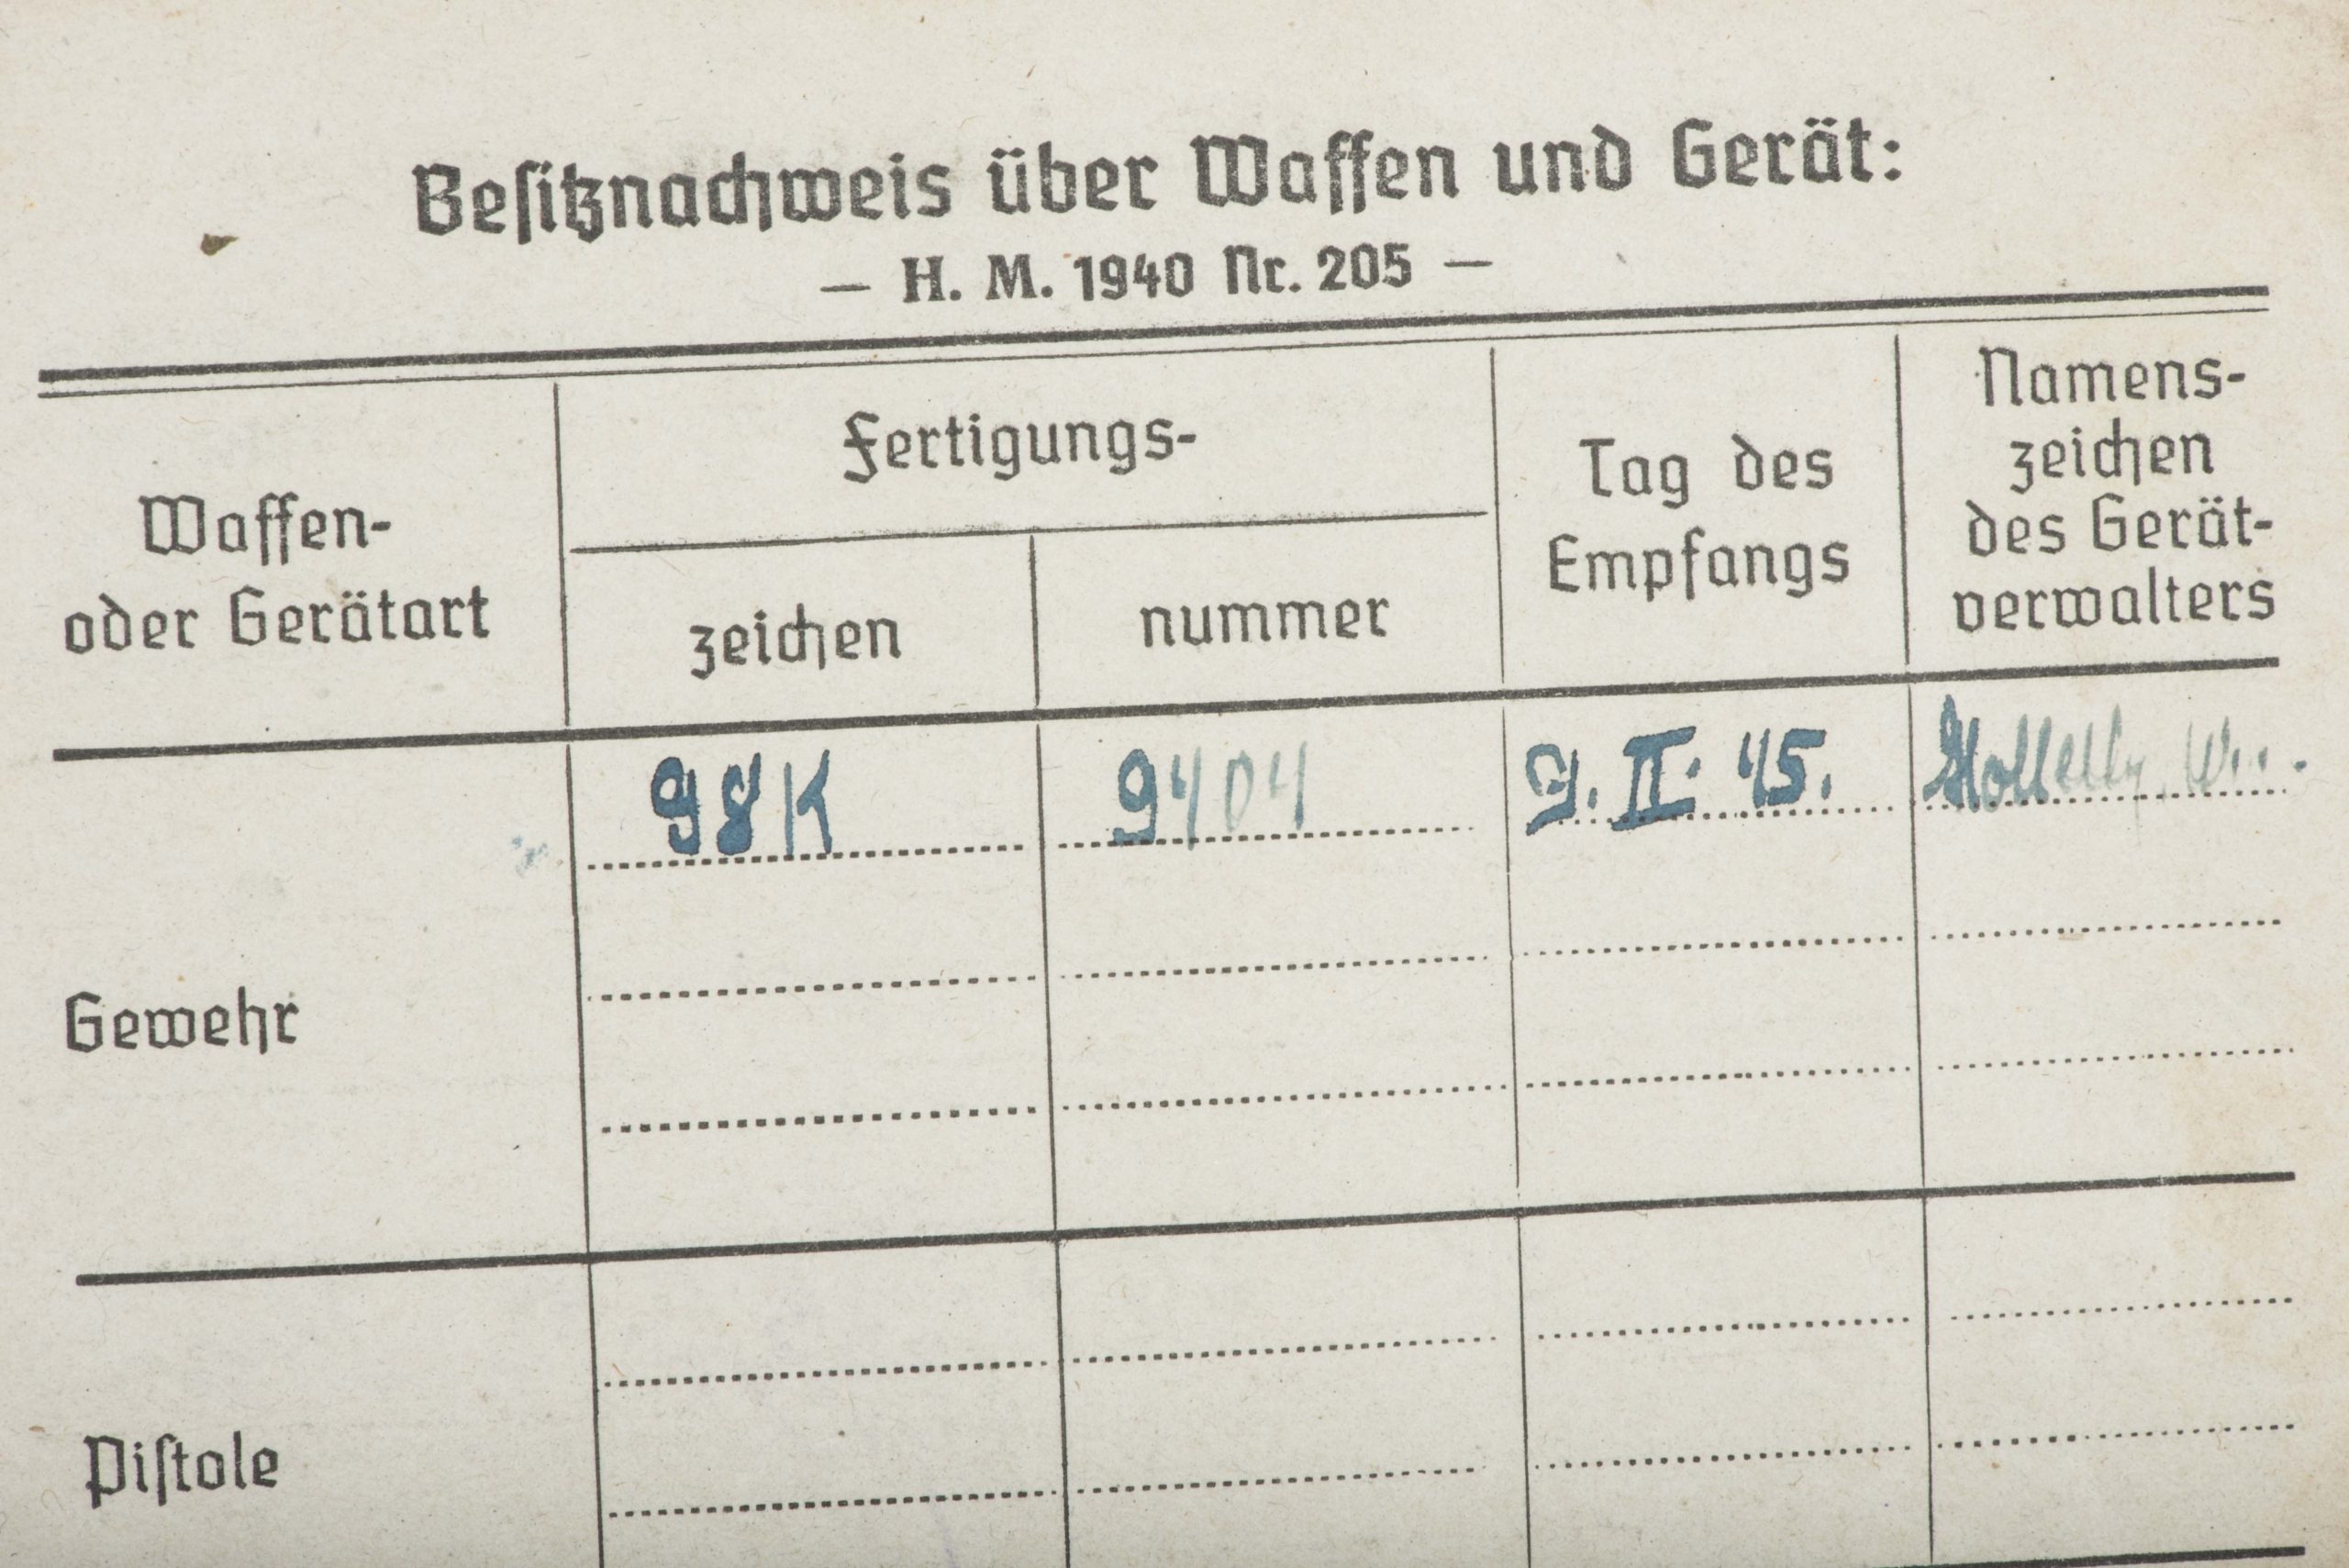 Besitznachweis über Waffen und Gerät:
— H. M. 1940 Nr. 205 —
Waffen-
oder Gerätart
Fertigungs-
zeichen
nummer
Tag des
Empfangs
Namens-
zeichen
des Gerät-
verwalters
98K 9404 9. II. 45.
Gewehr
Pistole